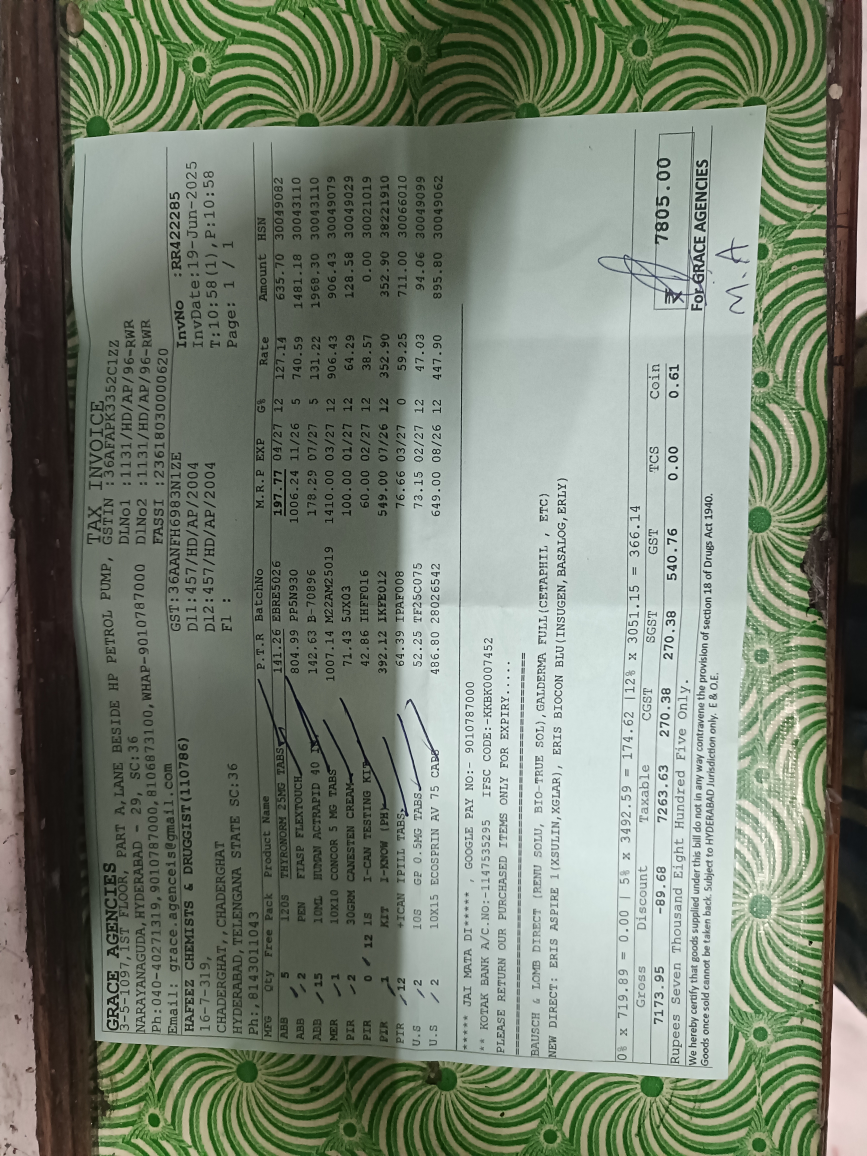 TAX INVOICE
GRACE AGENCIES
3-5-1097,1ST FLOOR, PART A,LANE BESIDE HP PETROL PUMP,
NARAYANAGUDA,HYDERABAD - 29, SC:36
Ph:040-40271319,9010787000,8106873100,WHAP-9010787000
Email: grace.agenceis@gmail.com
GSTIN :36AFAPK3352C1ZZ
DLNo1 :1131/HD/AP/96-RWR
DlNo2 :1131/HD/AP/96-RWR
FASSI :23618030000620
HAFEEZ CHEMISTS & DRUGGIST(110786)
16-7-319,
CHADERGHAT, CHADERGHAT
HYDERABAD,TELENGANA STATE SC:36
Ph:,8143011043
GST:36AANFH6983N1ZE
Dl1:457/HD/AP/2004
Dl2:457/HD/AP/2004
Fl :
InvNo :RR422285
InvDate:19-Jun-2025
T:10:58(1),P:10:58
Page: 1 / 1
MFG Qty Free Pack Product Name P.T.R BatchNo M.R.P EXP G% Rate Amount HSN
ABB 5 120S THYRONORM 25MG TABS 141.26 EBRE5026 197.77 04/27 12 127.14 635.70 30049082
ABB 2 PEN FIASP FLEXTOUCH 804.99 PP5N930 1006.24 11/26 5 740.59 1481.18 30043110
ABB 15 10ML HUMAN ACTRAPID 40 142.63 B-70896 178.29 07/27 5 131.22 1968.30 30043110
MER 1 10X10 CONCOR 5 MG TABS 1007.14 M22AM25019 1410.00 03/27 12 906.43 906.43 30049079
PIR 2 30GRM CANESTEN CREAM 71.43 5JX03 100.00 01/27 12 64.29 128.58 30049029
PIR 0 12 1S I-CAN TESTING KIT 42.86 IHFF016 60.00 02/27 12 38.57 0.00 30021019
PIR 1 KIT I-KNOW (PH) 392.12 IKFE012 549.00 07/26 12 352.90 352.90 38221910
PIR 12 +ICAN IPILL TABS 64.39 IPAF008 76.66 03/27 0 59.25 711.00 30066010
U.S 2 10S GP 0.5MG TABS 52.25 TF25C075 73.15 02/27 12 47.03 94.06 30049099
U.S 2 10X15 ECOSPRIN AV 75 CAPS 486.80 28026542 649.00 08/26 12 447.90 895.80 30049062
***** JAI MATA DI***** , GOOGLE PAY NO:- 9010787000
** KOTAK BANK A/C.NO:-1147535295 IFSC CODE:-KKBK0007452
PLEASE RETURN OUR PURCHASED ITEMS ONLY FOR EXPIRY.....
BAUSCH & LOMB DIRECT (RENU SOLU, BIO-TRUE SOL),GALDERMA FULL(CETAPHIL , ETC)
NEW DIRECT: ERIS ASPIRE 1(XSULIN,XGLAR), ERIS BIOCON BLU(INSUGEN,BASALOG,ERLY)
0% x 719.89 = 0.00 | 5% x 3492.59 = 174.62 |12% x 3051.15 = 366.14
Gross Discount Taxable CGST SGST GST TCS Coin
7173.95 -89.68 7263.63 270.38 270.38 540.76 0.00 0.61
₹ 7805.00
Rupees Seven Thousand Eight Hundred Five Only.
We hereby certify that goods supplied under this bill do not in any way contravene the provision of section 18 of Drugs Act 1940.
Goods once sold cannot be taken back. Subject to HYDERABAD Jurisdiction only. E & O.E.
For GRACE AGENCIES
M.A